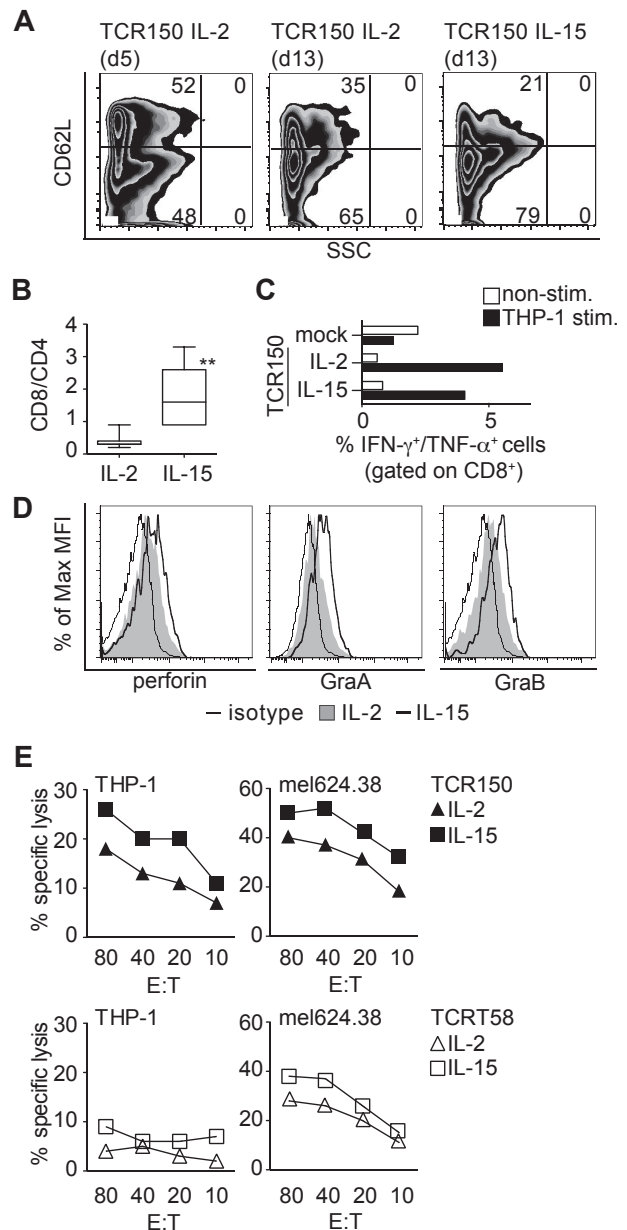 A
TCR150 IL-2 (d5)
TCR150 IL-2 (d13)
TCR150 IL-15 (d13)
CD62L
52 0
48 0
35 0
65 0
21 0
79 0
SSC
B
CD8/CD4
4
3
2
1
0
**
IL-2 IL-15
C
non-stim.
THP-1 stim.
TCR150
mock
IL-2
IL-15
0 5
% IFN-γ+/TNF-α+ cells
(gated on CD8+)
D
% of Max MFI
perforin GraA GraB
isotype IL-2 IL-15
E
% specific lysis
THP-1
30
20
10
0
80 40 20 10
E:T
mel624.38
60
40
20
0
80 40 20 10
E:T
TCR150
IL-2
IL-15
% specific lysis
THP-1
30
20
10
0
80 40 20 10
E:T
mel624.38
60
40
20
0
80 40 20 10
E:T
TCRT58
IL-2
IL-15